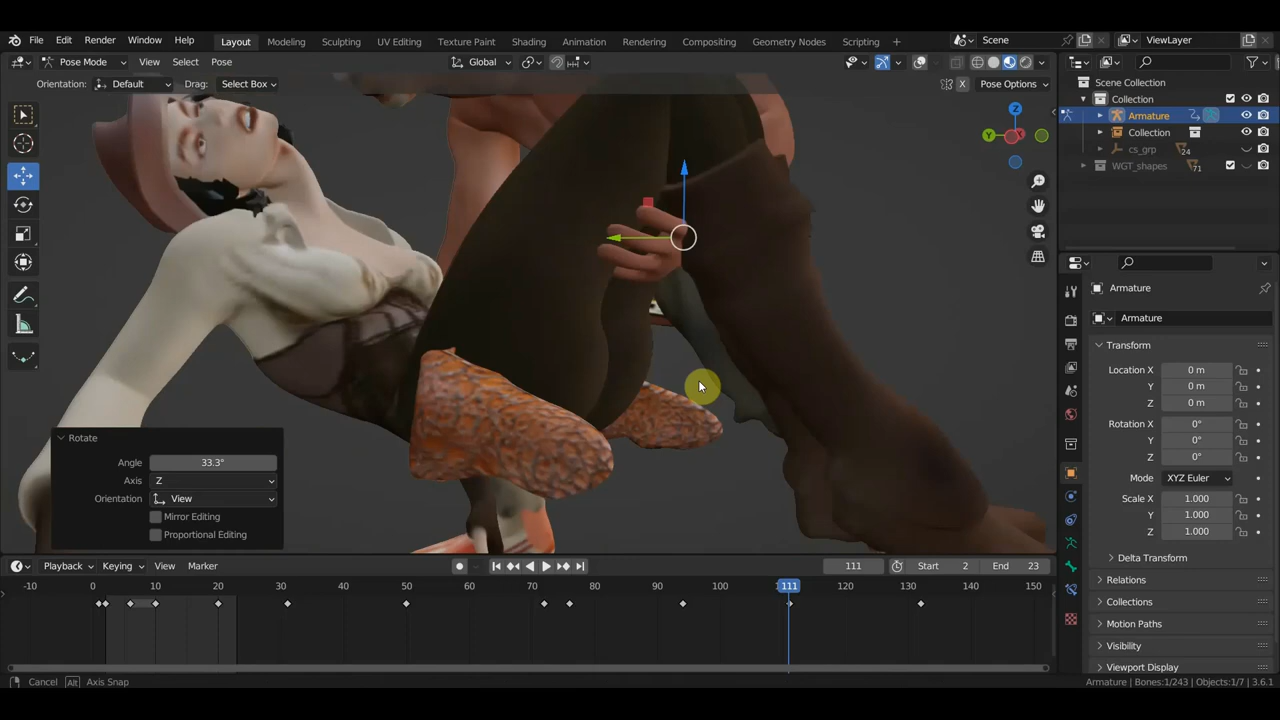 File Edit Render Window Help Layout Modeling Sculpting UV Editing Texture Paint Shading Animation Rendering Compositing Geometry Nodes Scripting + Scene ViewLayer
Pose Mode View Select Pose Global
Orientation: Default Drag: Select Box X Pose Options
Scene Collection
Collection
Armature
Collection
cs_grp 24
WGT_shapes 71
Z
Y
Armature
Armature
Transform
Location X 0 m
Y 0 m
Z 0 m
Rotation X 0°
Y 0°
Z 0°
Mode XYZ Euler
Scale X 1.000
Y 1.000
Z 1.000
Delta Transform
Relations
Collections
Motion Paths
Visibility
Viewport Display
Rotate
Angle 33.3°
Axis Z
Orientation View
Mirror Editing
Proportional Editing
Playback Keying View Marker 111 Start 2 End 23
-10 0 10 20 30 40 50 60 70 80 90 100 111 120 130 140 150
Cancel Alt Axis Snap Armature | Bones:1/243 | Objects:1/7 | 3.6.1